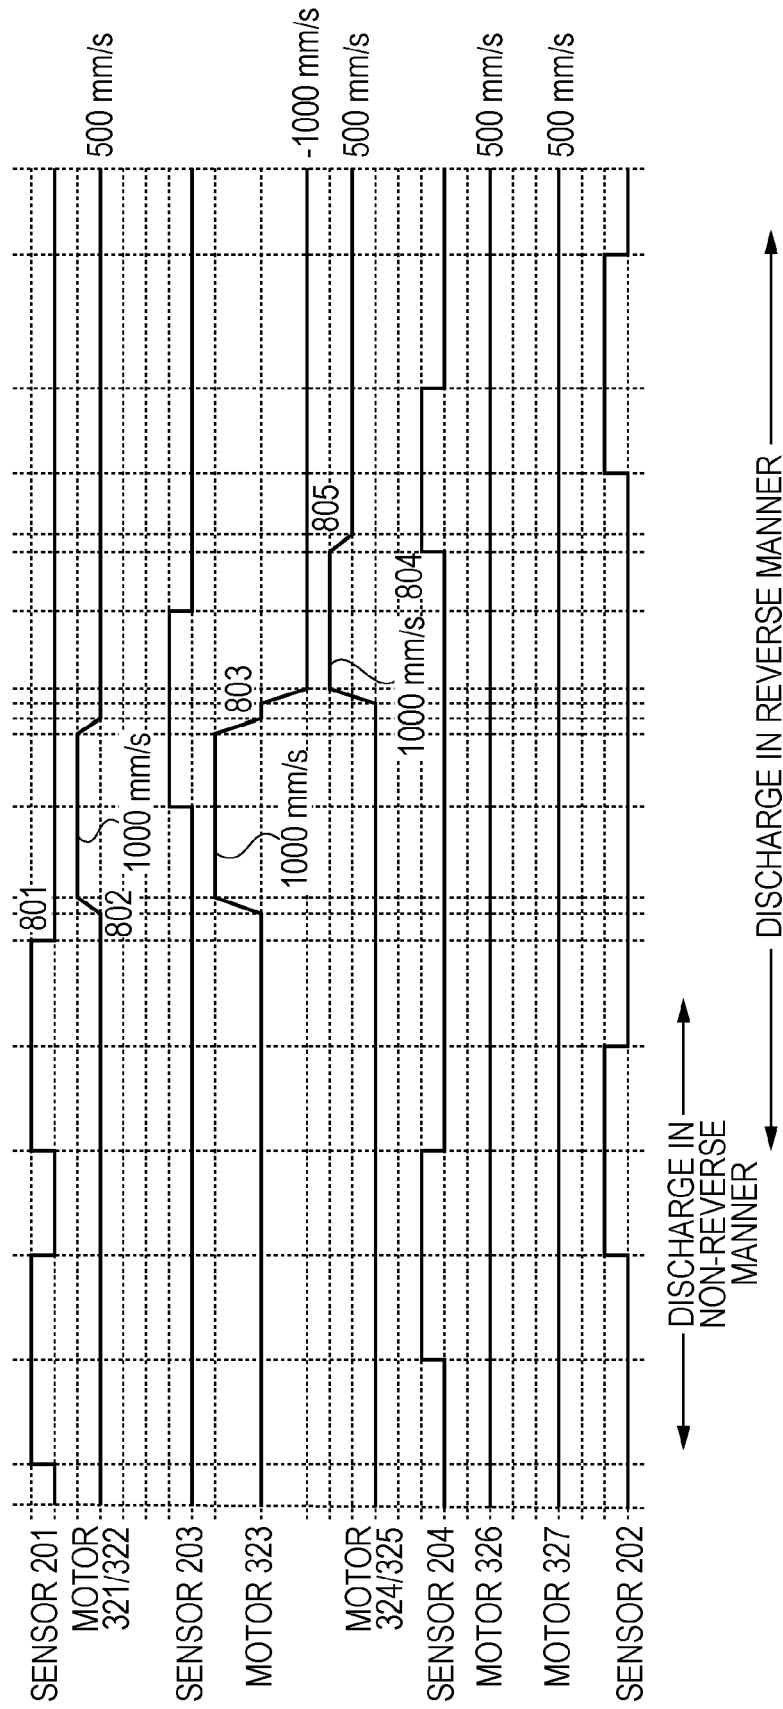 SENSOR 201
801
MOTOR
321/322
802
1000 mm/s
500 mm/s
SENSOR 203
MOTOR 323
1000 mm/s
803
-1000 mm/s
MOTOR
324/325
1000 mm/s
805
500 mm/s
SENSOR 204
804
MOTOR 326
500 mm/s
MOTOR 327
500 mm/s
SENSOR 202
DISCHARGE IN
NON-REVERSE
MANNER
DISCHARGE IN REVERSE MANNER